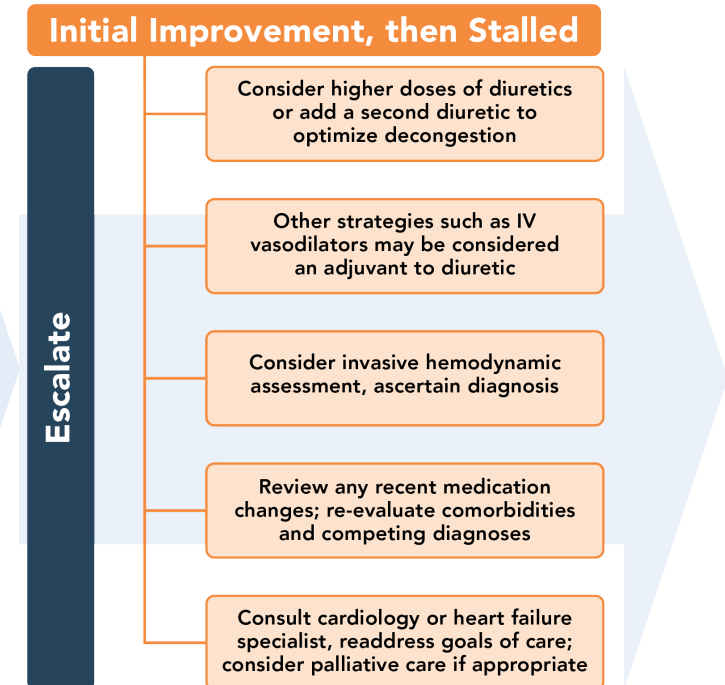 Initial Improvement, then Stalled
Escalate
Consider higher doses of diuretics
or add a second diuretic to
optimize decongestion
Other strategies such as IV
vasodilators may be considered
an adjuvant to diuretic
Consider invasive hemodynamic
assessment, ascertain diagnosis
Review any recent medication
changes; re-evaluate comorbidities
and competing diagnoses
Consult cardiology or heart failure
specialist, readdress goals of care;
consider palliative care if appropriate